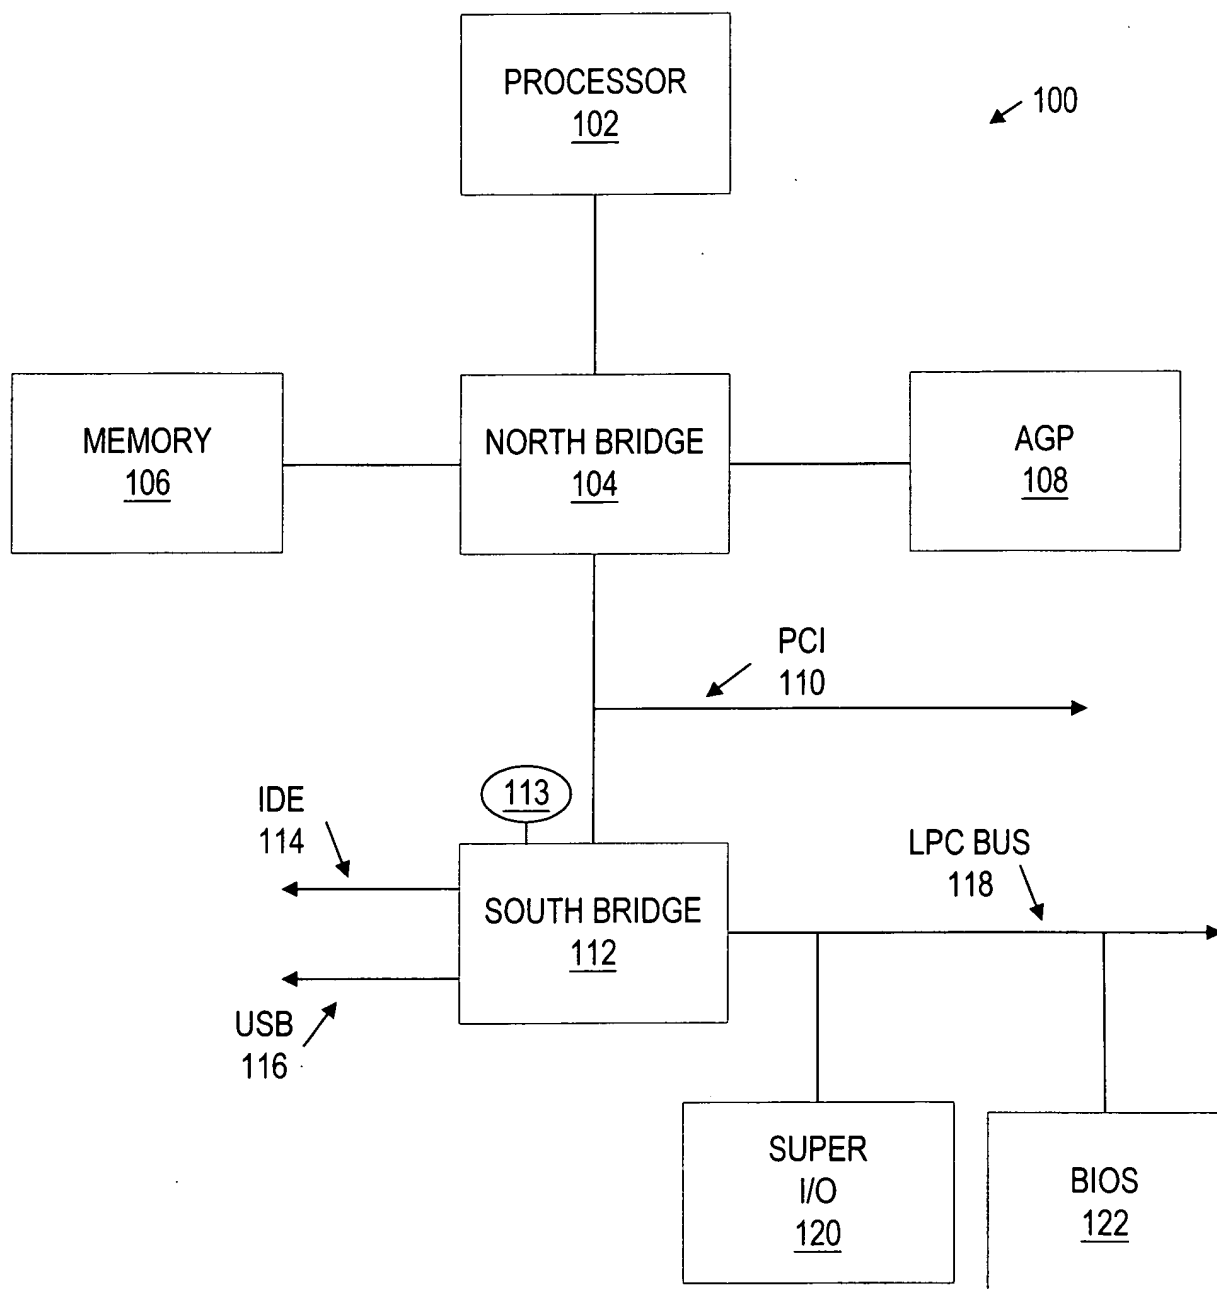 PROCESSOR
102
100
MEMORY
106
NORTH BRIDGE
104
AGP
108
PCI
110
113
IDE
114
LPC BUS
118
SOUTH BRIDGE
112
USB
116
SUPER
I/O
120
BIOS
122